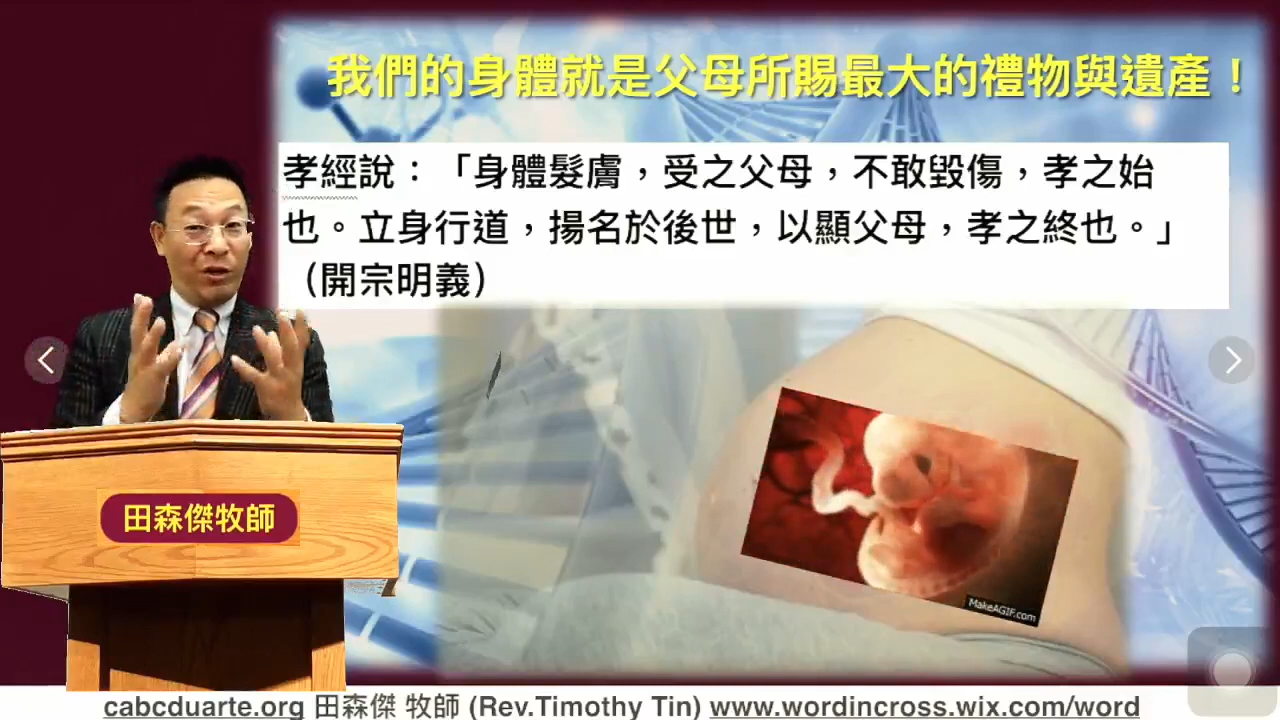 我們的身體就是父母所賜最大的禮物與遺產！
孝經說：「身體髮膚，受之父母，不敢毀傷，孝之始
也。立身行道，揚名於後世，以顯父母，孝之終也。」
（開宗明義）
田森傑牧師
MakeAGIF.com
cabcduarte.org 田森傑 牧師 (Rev.Timothy Tin) www.wordincross.wix.com/word